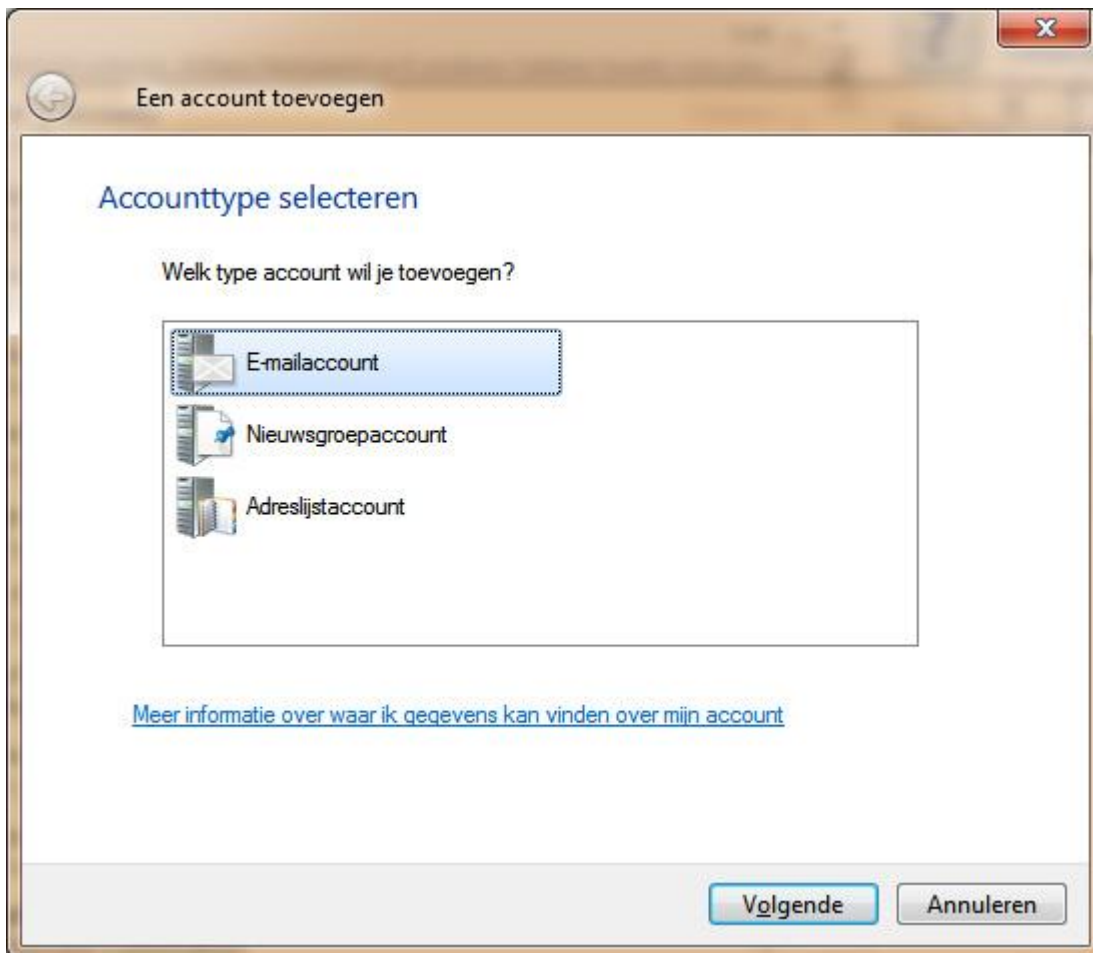 Een account toevoegen
Accounttype selecteren
Welk type account wil je toevoegen?
E-mailaccount
Nieuwsgroepaccount
Adreslijstaccount
Meer informatie over waar ik gegevens kan vinden over mijn account
Volgende
Annuleren